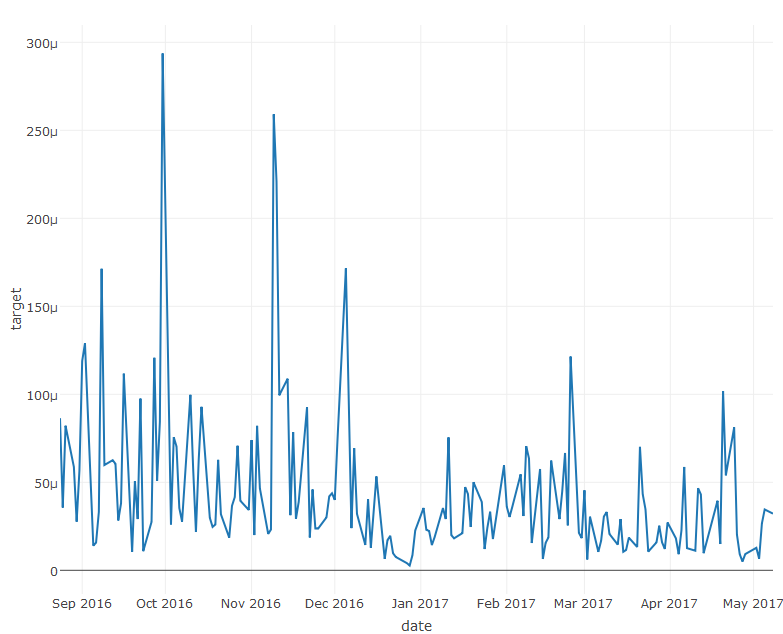 300μ
250μ
200μ
150μ
100μ
50μ
0
target
Sep 2016 Oct 2016 Nov 2016 Dec 2016 Jan 2017 Feb 2017 Mar 2017 Apr 2017 May 2017
date